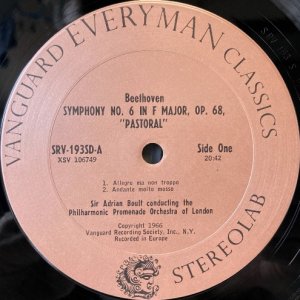 VANGUARD EVERYMAN CLASSICS
Beethoven
SYMPHONY NO. 6 IN F MAJOR, OP. 68,
"PASTORAL"
SRV-193SD-A
Side One
XSV 106749
20:42
1. Allegro ma non troppo
2. Andante molto mosso
Sir Adrian Boult conducting the
Philharmonic Promenade Orchestra of London
Copyright 1966
Vanguard Recording Society, Inc., N.Y.
Recorded in Europe
STEREOLAB